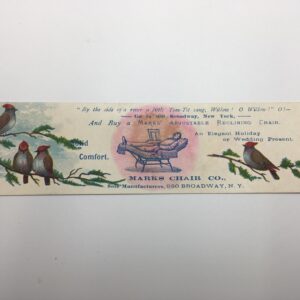 "By the side of a river a little Tom-Tit sang, Willow! O Willow!" O!—
— Go to 930 Broadway, New York, —
And Buy a MARKS' ADJUSTABLE RECLINING CHAIR.
An Elegant Holiday
or Wedding Present.
Comfort.
MARKS CHAIR CO.,
Sole Manufacturers, 930 BROADWAY, N. Y.